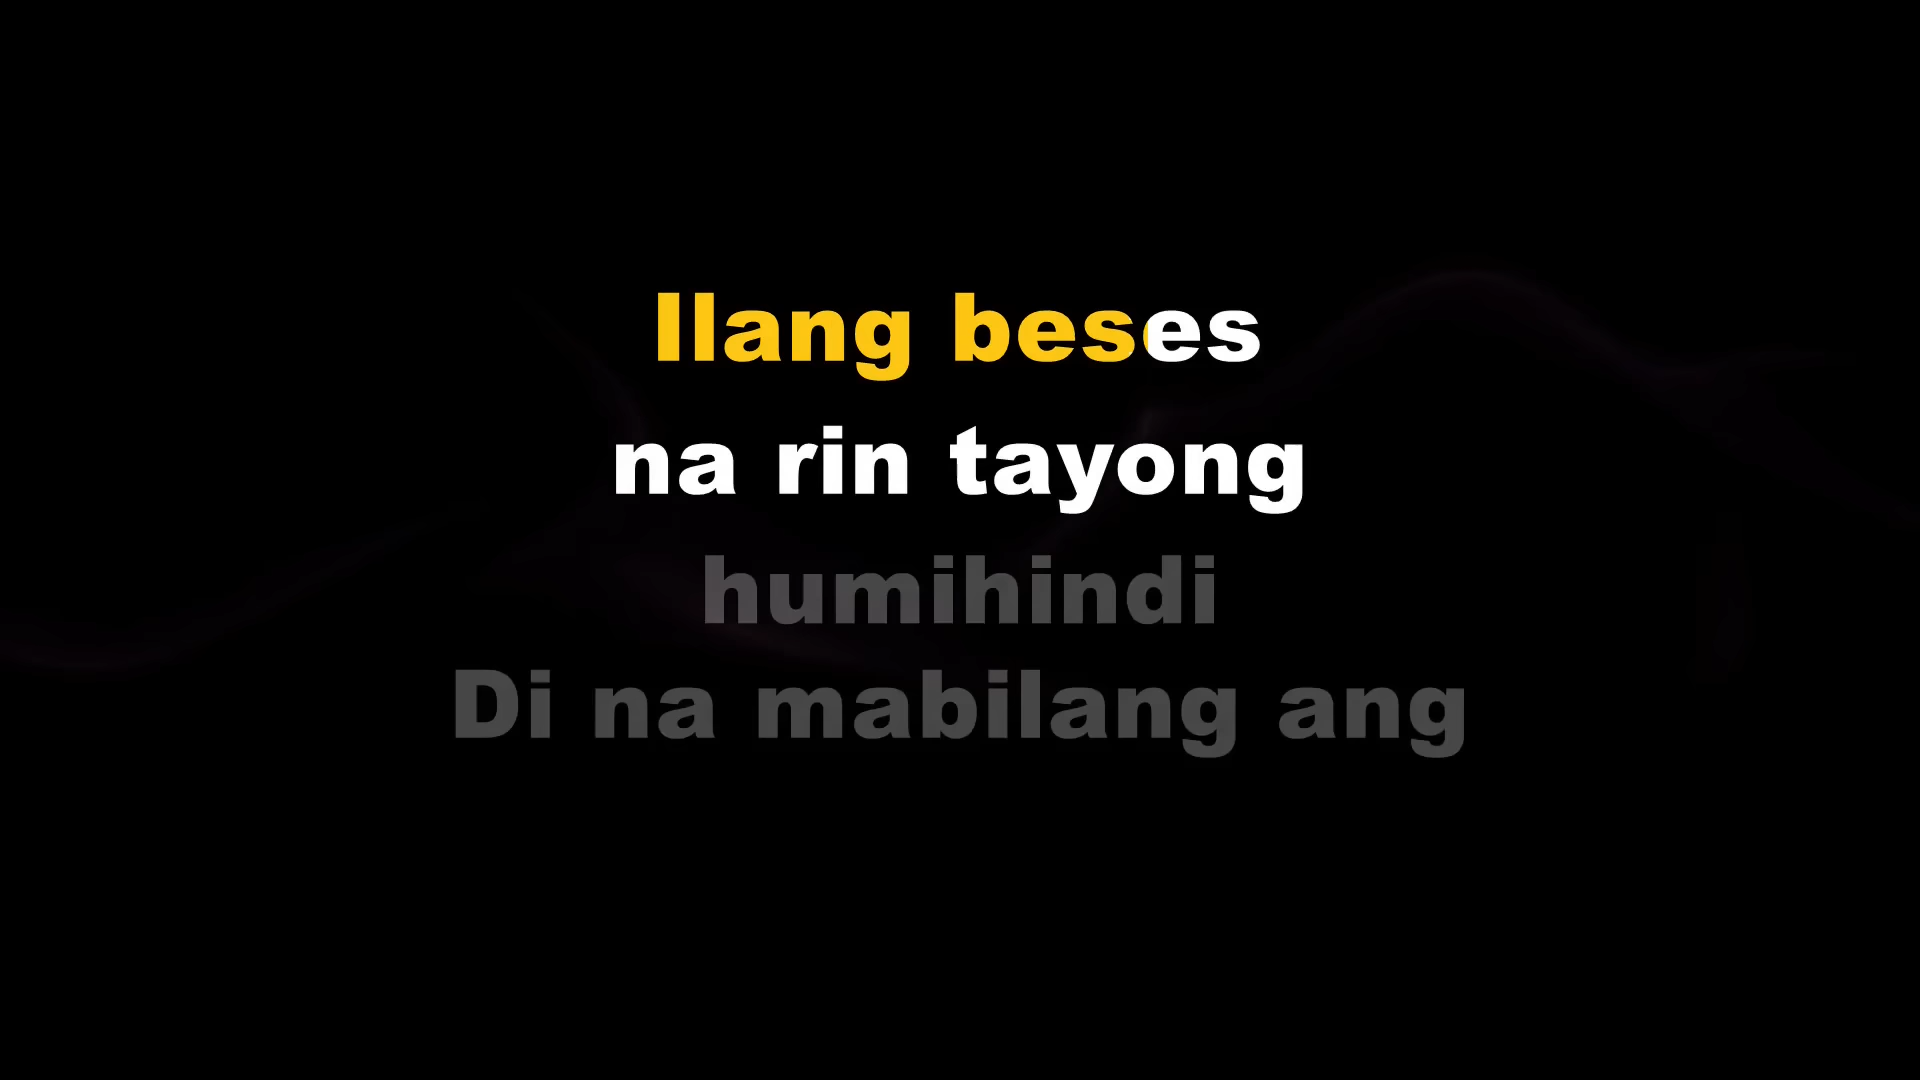 Ilang beses
na rin tayong
humihindi
Di na mabilang ang